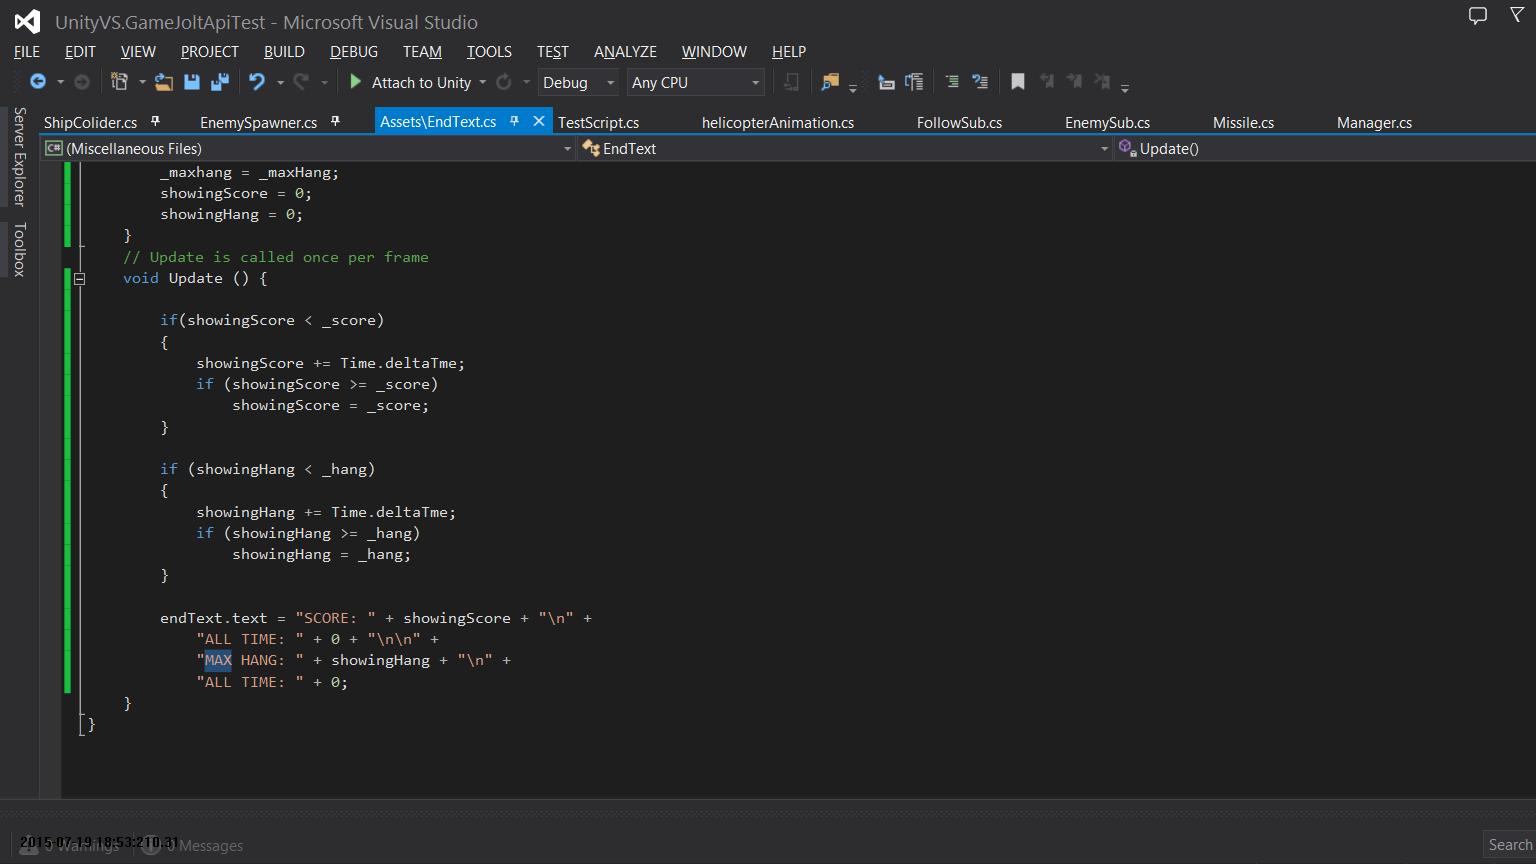 UnityVS.GameJoltApiTest - Microsoft Visual Studio
FILE EDIT VIEW PROJECT BUILD DEBUG TEAM TOOLS TEST ANALYZE WINDOW HELP
Attach to Unity Debug Any CPU
Server Explorer
Toolbox
ShipColider.cs EnemySpawner.cs Assets\EndText.cs TestScript.cs helicopterAnimation.cs FollowSub.cs EnemySub.cs Missile.cs Manager.cs
C# (Miscellaneous Files) EndText Update()
_maxhang = _maxHang;
showingScore = 0;
showingHang = 0;
}
// Update is called once per frame
void Update () {
if(showingScore < _score)
{
showingScore += Time.deltaTme;
if (showingScore >= _score)
showingScore = _score;
}
if (showingHang < _hang)
{
showingHang += Time.deltaTme;
if (showingHang >= _hang)
showingHang = _hang;
}
endText.text = "SCORE: " + showingScore + "\n" +
"ALL TIME: " + 0 + "\n\n" +
"MAX HANG: " + showingHang + "\n" +
"ALL TIME: " + 0;
}
}
2015-07-19 18:53:210.31
0 Warnings 0 Messages
Search